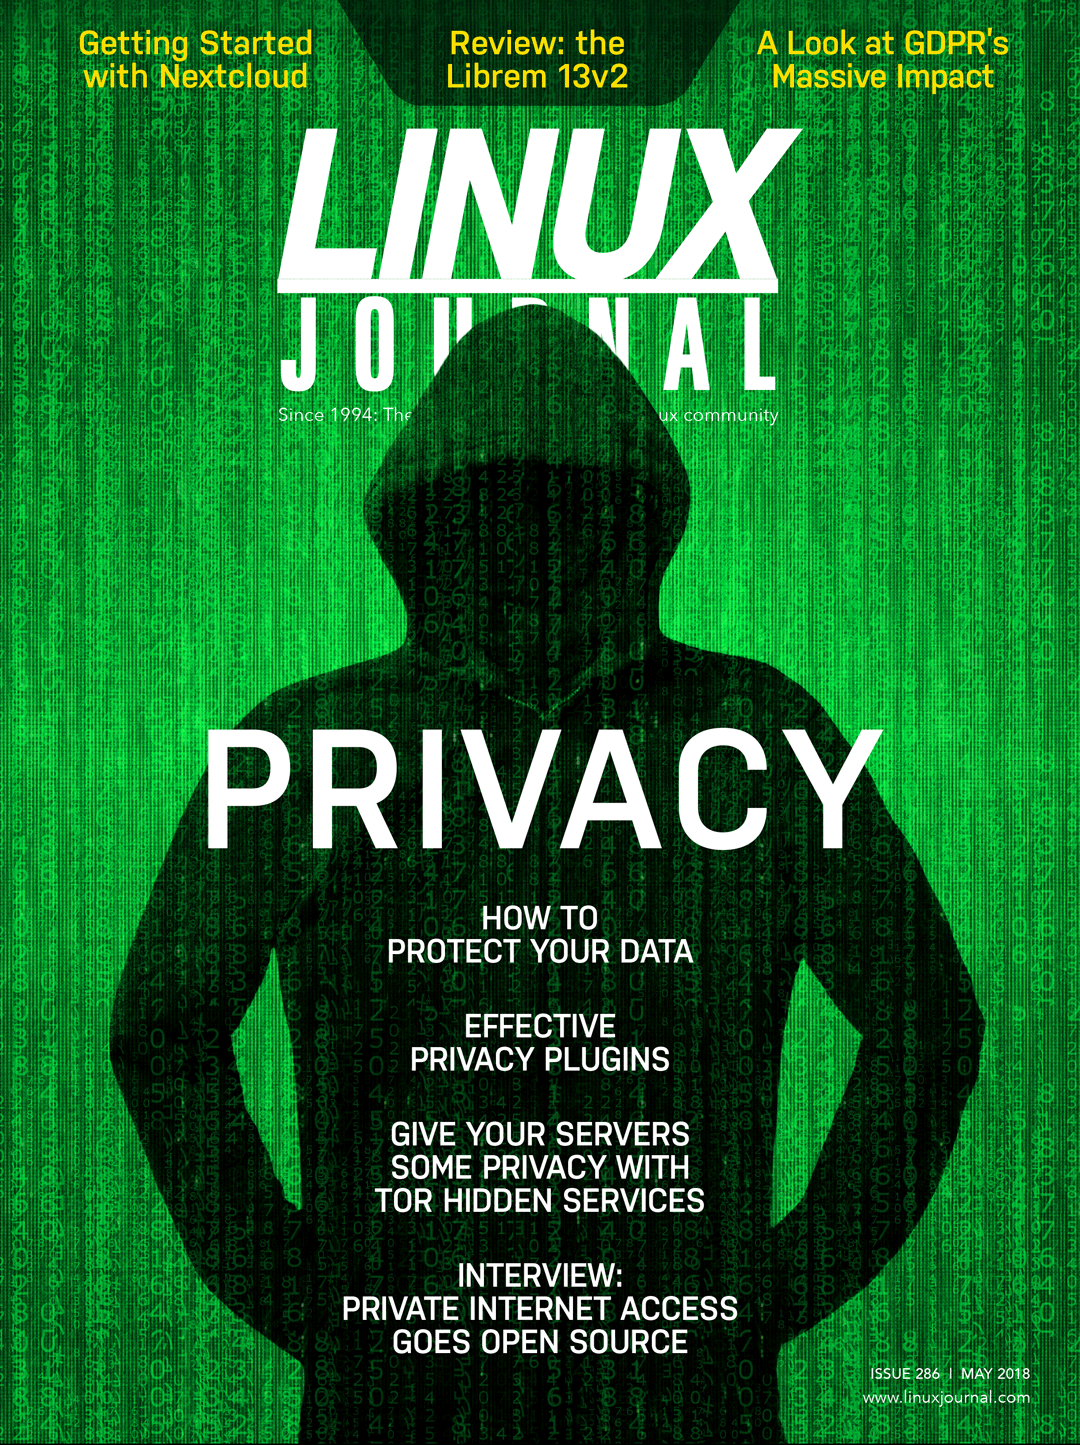 Getting Started
with Nextcloud
Review: the
Librem 13v2
A Look at GDPR's
Massive Impact
LINUX
JOURNAL
Since 1994: The
community
PRIVACY
HOW TO
PROTECT YOUR DATA
EFFECTIVE
PRIVACY PLUGINS
GIVE YOUR SERVERS
SOME PRIVACY WITH
TOR HIDDEN SERVICES
INTERVIEW:
PRIVATE INTERNET ACCESS
GOES OPEN SOURCE
ISSUE 286 | MAY 2018
www.linuxjournal.com